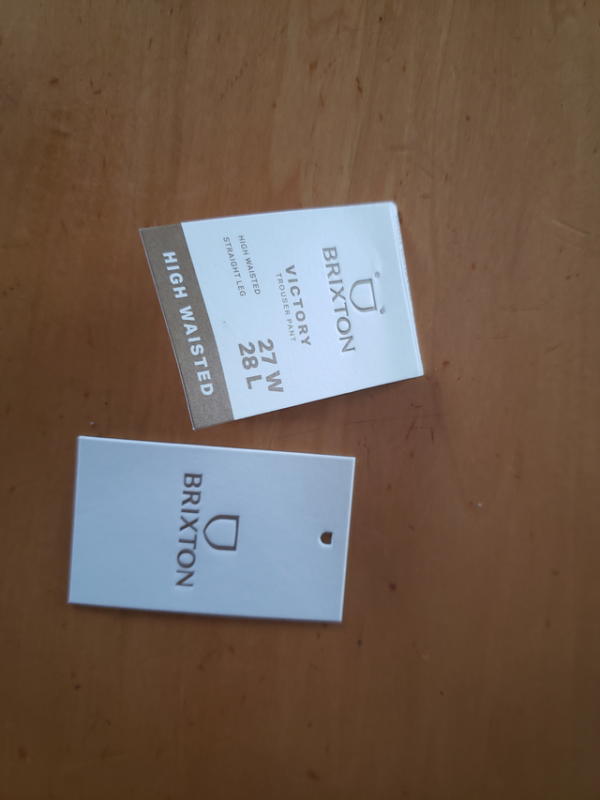 BRIXTON
VICTORY
TROUSER PANT
HIGH WAISTED
STRAIGHT LEG
27 W
28 L
HIGH WAISTED
BRIXTON